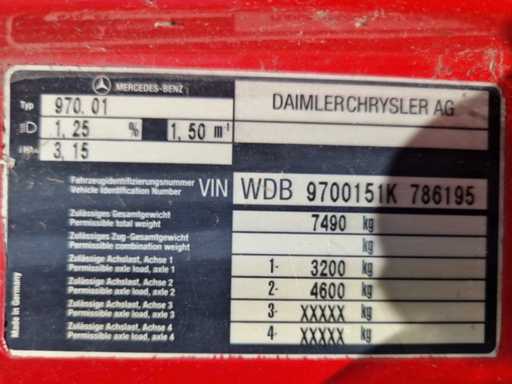 MERCEDES-BENZ
Typ 970. 01 DAIMLERCHRYSLER AG
1, 25 % 1, 50 m⁻¹
3, 15
Fahrzeugidentifizierungsnummer
Vehicle Identification Number VIN WDB 9700151K 786195
Zulässiges Gesamtgewicht
Permissible total weight 7490 kg
Zulässiges Zug-Gesamtgewicht
Permissible combination weight kg
Zulässige Achslast, Achse 1
Permissible axle load, axle 1 1- 3200 kg
Zulässige Achslast, Achse 2
Permissible axle load, axle 2 2- 4600 kg
Zulässige Achslast, Achse 3
Permissible axle load, axle 3 3- XXXXX kg
Zulässige Achslast, Achse 4
Permissible axle load, axle 4 4- XXXXX kg
Made in Germany